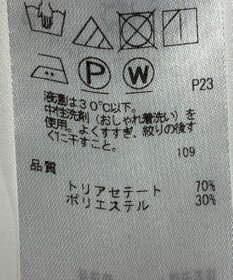 P W
P23
液温は30℃以下。
中性洗剤（おしゃれ着洗い）を
使用。よくすすぎ、絞りの後す
ぐに干すこと。
109
品質
トリアセテート 70%
ポリエステル 30%